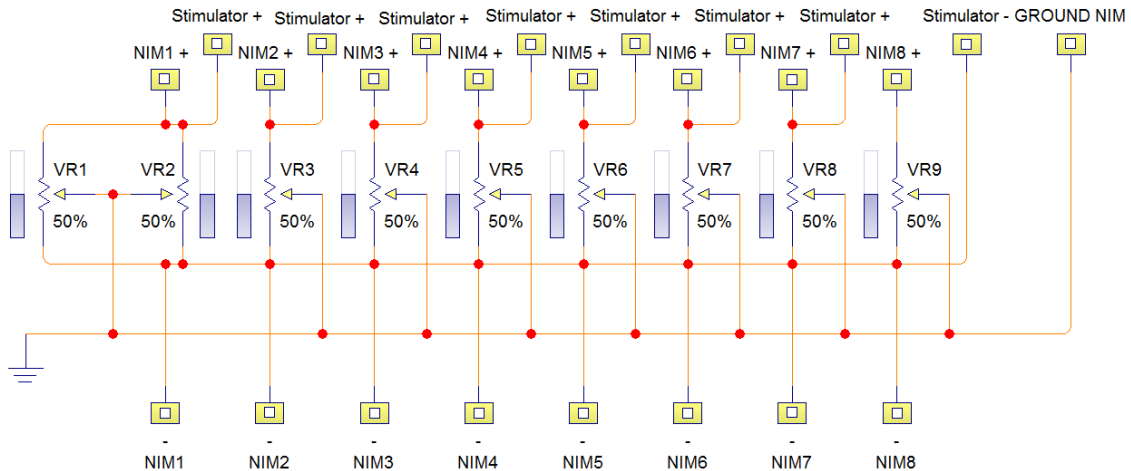 Stimulator + Stimulator + Stimulator + Stimulator + Stimulator + Stimulator + Stimulator + Stimulator - GROUND NIM
NIM1 + NIM2 + NIM3 + NIM4 + NIM5 + NIM6 + NIM7 + NIM8 +
VR1 VR2 VR3 VR4 VR5 VR6 VR7 VR8 VR9
50% 50% 50% 50% 50% 50% 50% 50% 50%
- - - - - - - -
NIM1 NIM2 NIM3 NIM4 NIM5 NIM6 NIM7 NIM8